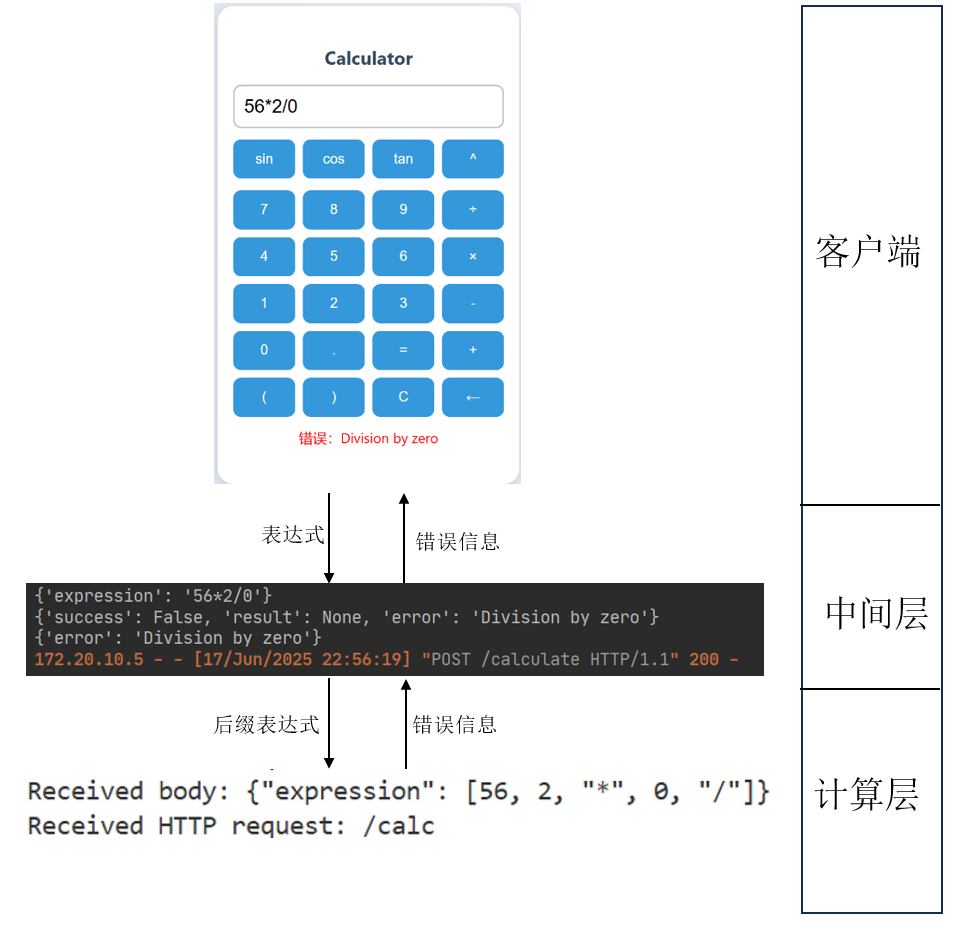 Calculator
56*2/0
sin cos tan ^
7 8 9 ÷
4 5 6 ×
1 2 3 -
0 . = +
( ) C ←
错误：Division by zero
客户端
表达式 错误信息
{'expression': '56*2/0'}
{'success': False, 'result': None, 'error': 'Division by zero'}
{'error': 'Division by zero'}
172.20.10.5 - - [17/Jun/2025 22:56:19] "POST /calculate HTTP/1.1" 200 -
中间层
后缀表达式 错误信息
Received body: {"expression": [56, 2, "*", 0, "/"]}
Received HTTP request: /calc
计算层